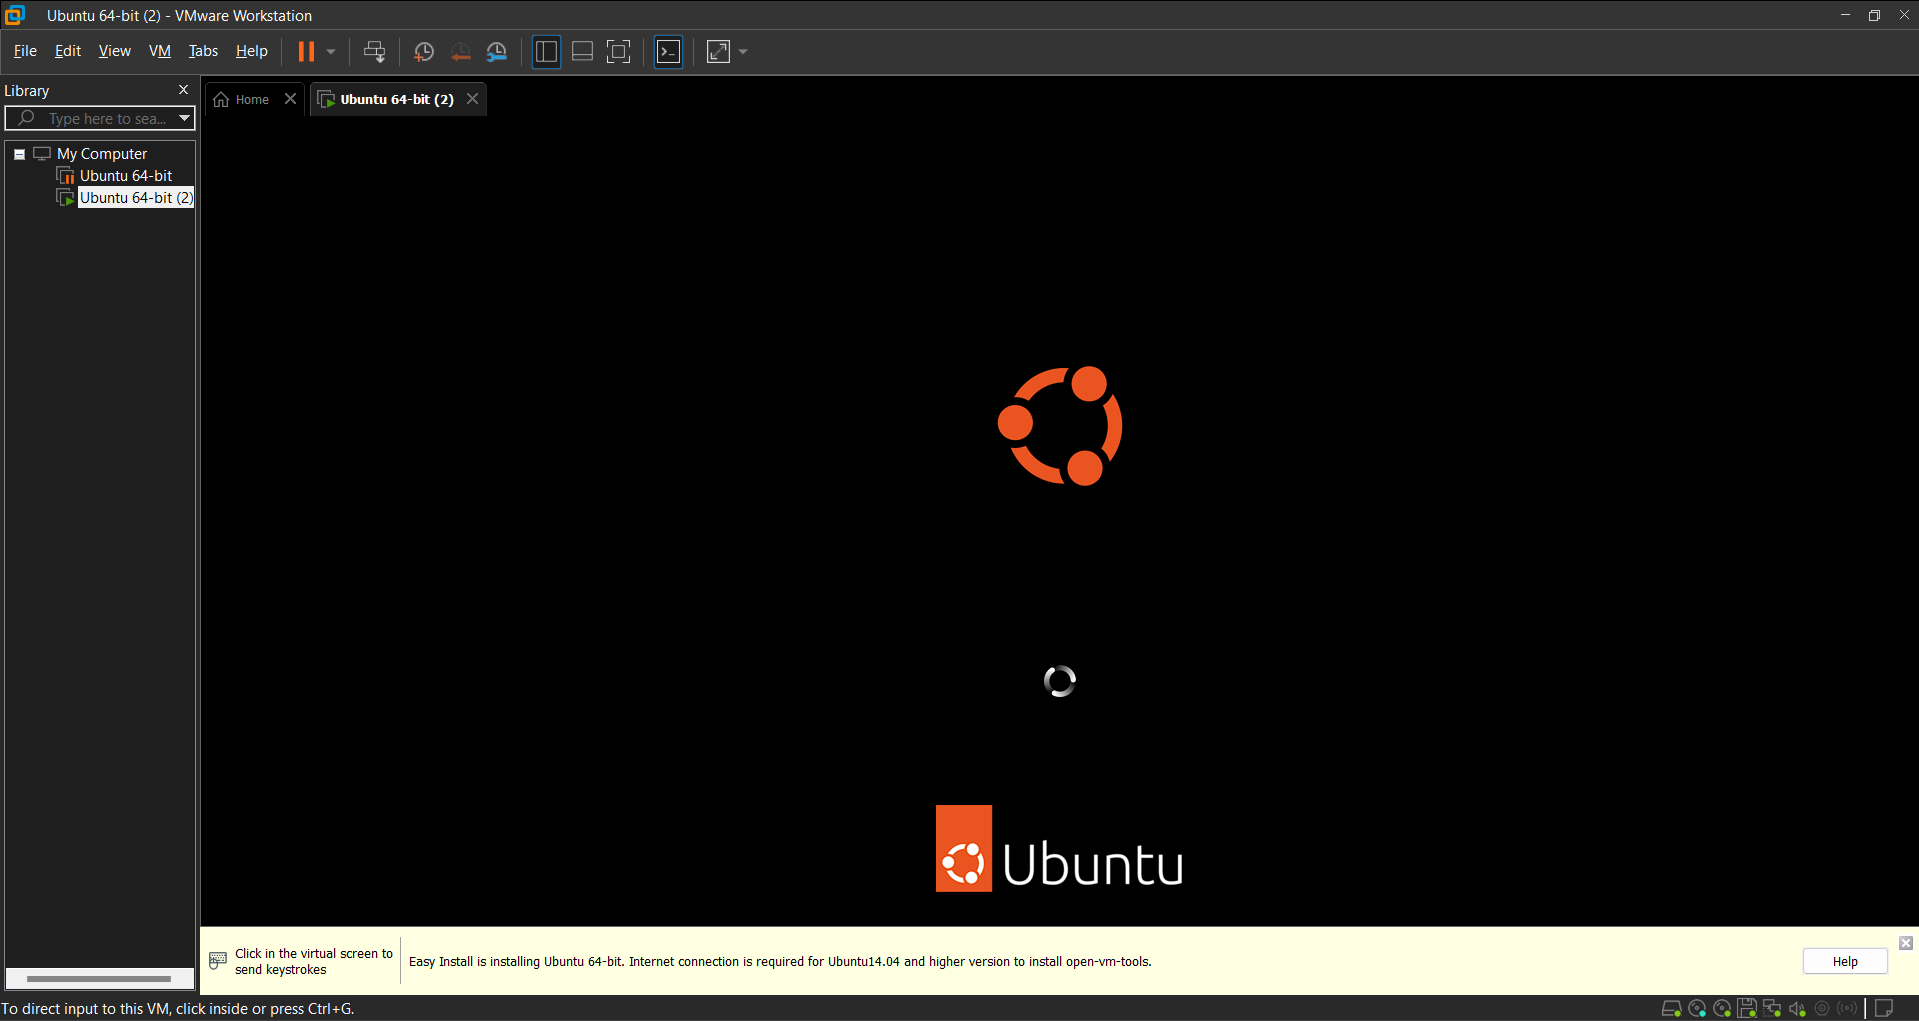 Ubuntu 64-bit (2) - VMware Workstation
File Edit View VM Tabs Help
Library
Type here to sea...
Home
Ubuntu 64-bit (2)
My Computer
Ubuntu 64-bit
Ubuntu 64-bit (2)
Ubuntu
Click in the virtual screen to
send keystrokes
Easy Install is installing Ubuntu 64-bit. Internet connection is required for Ubuntu14.04 and higher version to install open-vm-tools.
Help
To direct input to this VM, click inside or press Ctrl+G.